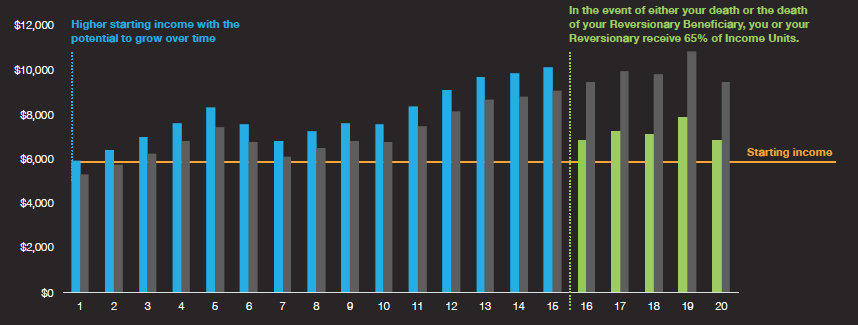 Higher starting income with the
potential to grow over time
In the event of either your death or the death
of your Reversionary Beneficiary, you or your
Reversionary receive 65% of Income Units.
$12,000
$10,000
$8,000
$6,000
$4,000
$2,000
$0
Starting income
1 2 3 4 5 6 7 8 9 10 11 12 13 14 15 16 17 18 19 20